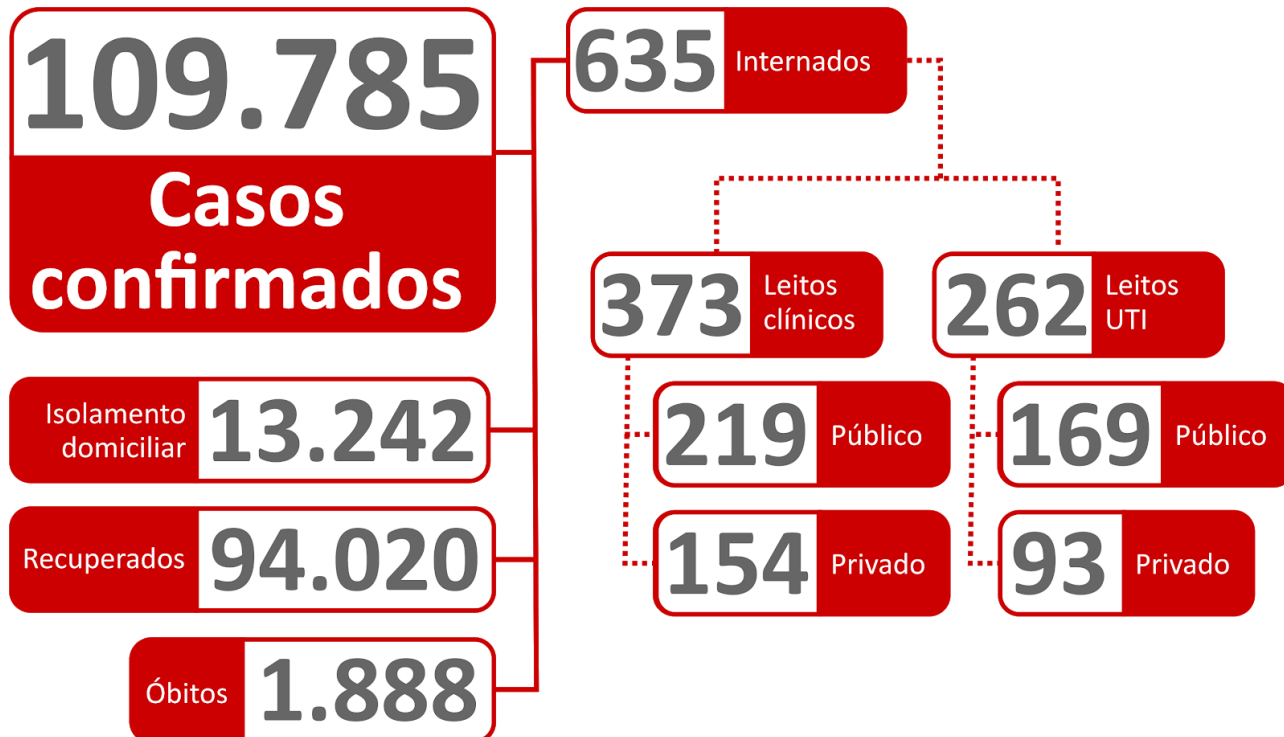 109.785
Casos
confirmados
Isolamento
domiciliar
13.242
Recuperados
94.020
Óbitos
1.888
635
Internados
373
Leitos
clínicos
219
Público
154
Privado
262
Leitos
UTI
169
Público
93
Privado